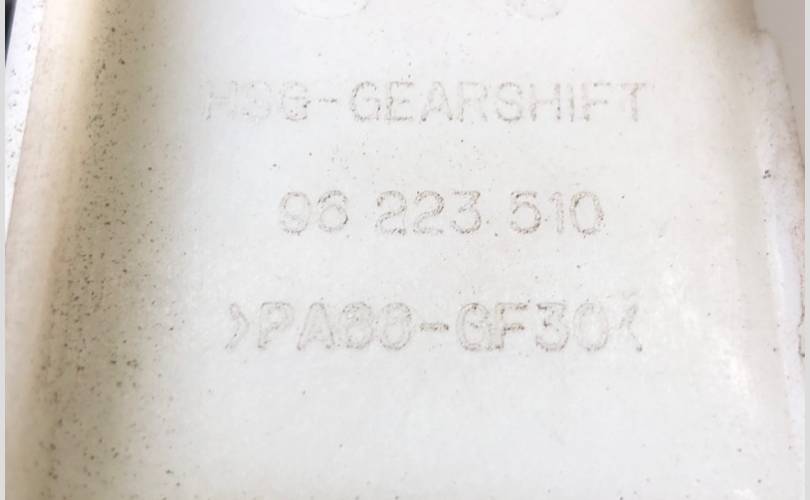 HSG-GEARSHIFT
96 223 510
>PA66-GF30<